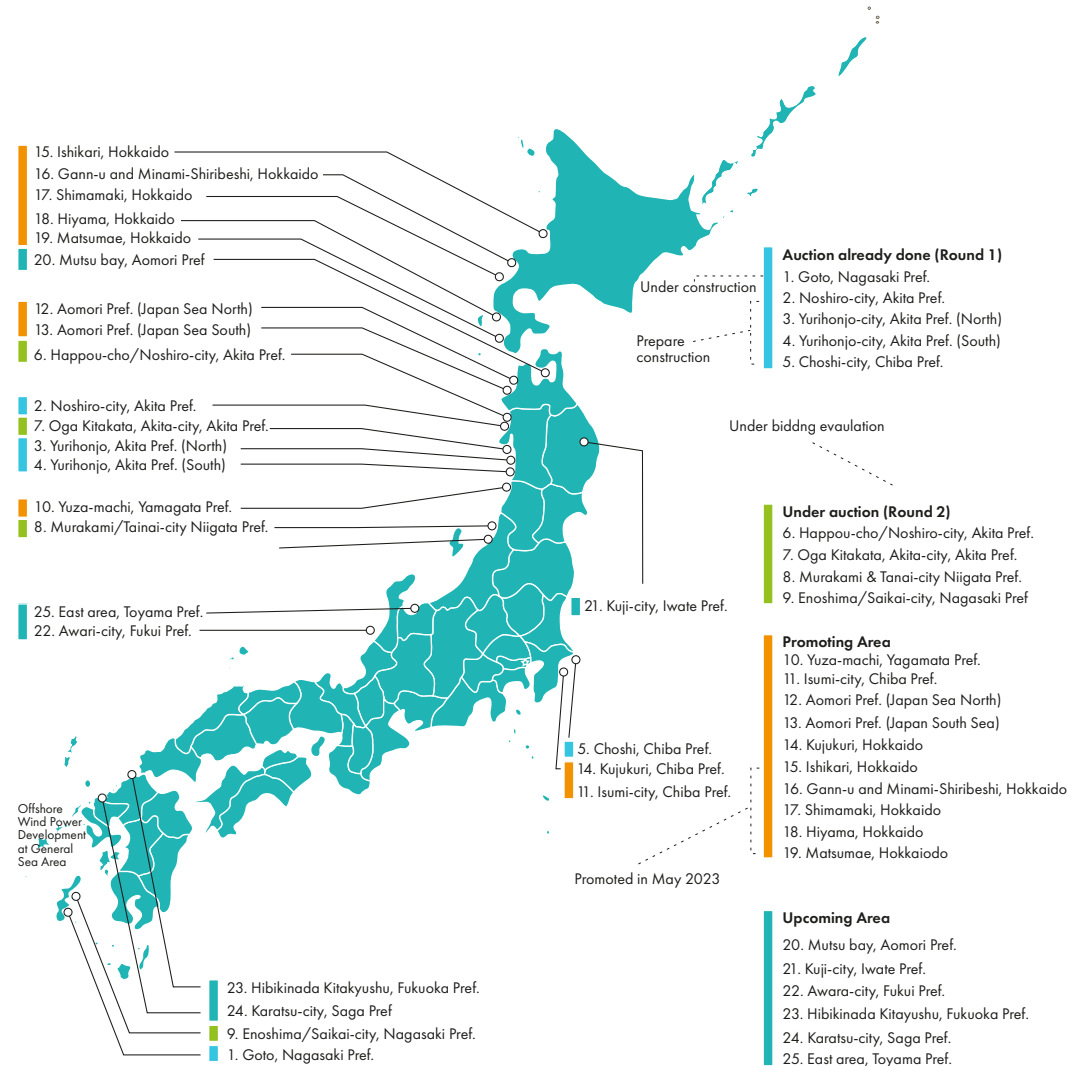 15. Ishikari, Hokkaido
16. Gann-u and Minami-Shiribeshi, Hokkaido
17. Shimamaki, Hokkaido
18. Hiyama, Hokkaido
19. Matsumae, Hokkaido
20. Mutsu bay, Aomori Pref
12. Aomori Pref. (Japan Sea North)
13. Aomori Pref. (Japan Sea South)
6. Happou-cho/Noshiro-city, Akita Pref.
2. Noshiro-city, Akita Pref.
7. Oga Kitakata, Akita-city, Akita Pref.
3. Yurihonjo, Akita Pref. (North)
4. Yurihonjo, Akita Pref. (South)
10. Yuza-machi, Yamagata Pref.
8. Murakami/Tainai-city Niigata Pref.
25. East area, Toyama Pref.
22. Awari-city, Fukui Pref.
21. Kuji-city, Iwate Pref.
5. Choshi, Chiba Pref.
14. Kujukuri, Chiba Pref.
11. Isumi-city, Chiba Pref.
Offshore
Wind Power
Development
at General
Sea Area
23. Hibikinada Kitakyushu, Fukuoka Pref.
24. Karatsu-city, Saga Pref
9. Enoshima/Saikai-city, Nagasaki Pref.
1. Goto, Nagasaki Pref.
Under construction
Prepare
construction
Auction already done (Round 1)
1. Goto, Nagasaki Pref.
2. Noshiro-city, Akita Pref.
3. Yurihonjo-city, Akita Pref. (North)
4. Yurihonjo-city, Akita Pref. (South)
5. Choshi-city, Chiba Pref.
Under biddng evaulation
Under auction (Round 2)
6. Happou-cho/Noshiro-city, Akita Pref.
7. Oga Kitakata, Akita-city, Akita Pref.
8. Murakami & Tanai-city Niigata Pref.
9. Enoshima/Saikai-city, Nagasaki Pref
Promoting Area
10. Yuza-machi, Yagamata Pref.
11. Isumi-city, Chiba Pref.
12. Aomori Pref. (Japan Sea North)
13. Aomori Pref. (Japan South Sea)
14. Kujukuri, Hokkaido
15. Ishikari, Hokkaido
16. Gann-u and Minami-Shiribeshi, Hokkaido
17. Shimamaki, Hokkaido
18. Hiyama, Hokkaido
19. Matsumae, Hokkaiodo
Promoted in May 2023
Upcoming Area
20. Mutsu bay, Aomori Pref.
21. Kuji-city, Iwate Pref.
22. Awara-city, Fukui Pref.
23. Hibikinada Kitayushu, Fukuoka Pref.
24. Karatsu-city, Saga Pref.
25. East area, Toyama Pref.